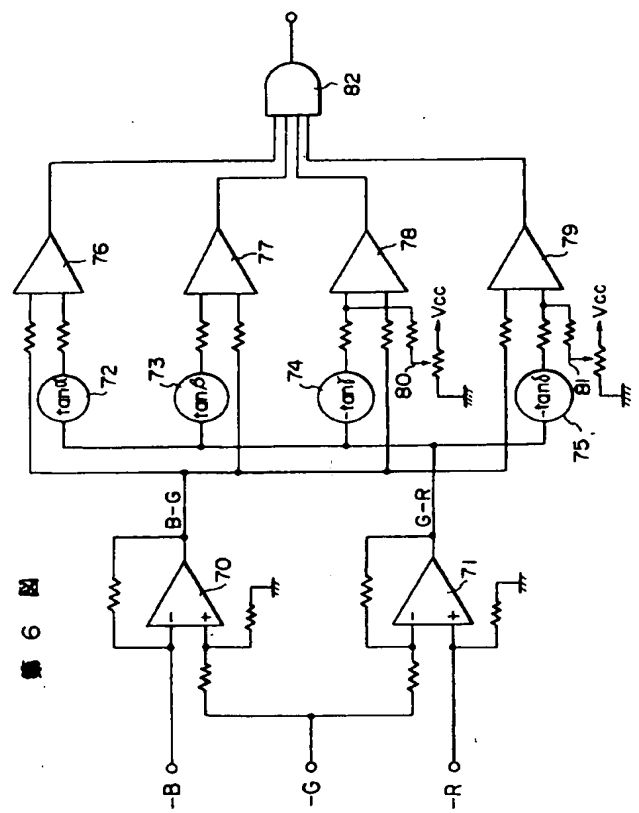 第 6 図
-B
-G
-R
-
+
70
-
+
71
B-G
G-R
tanα
72
tanβ
73
-tanγ
74
-tanδ
75
76
77
78
79
80
Vcc
81
Vcc
82